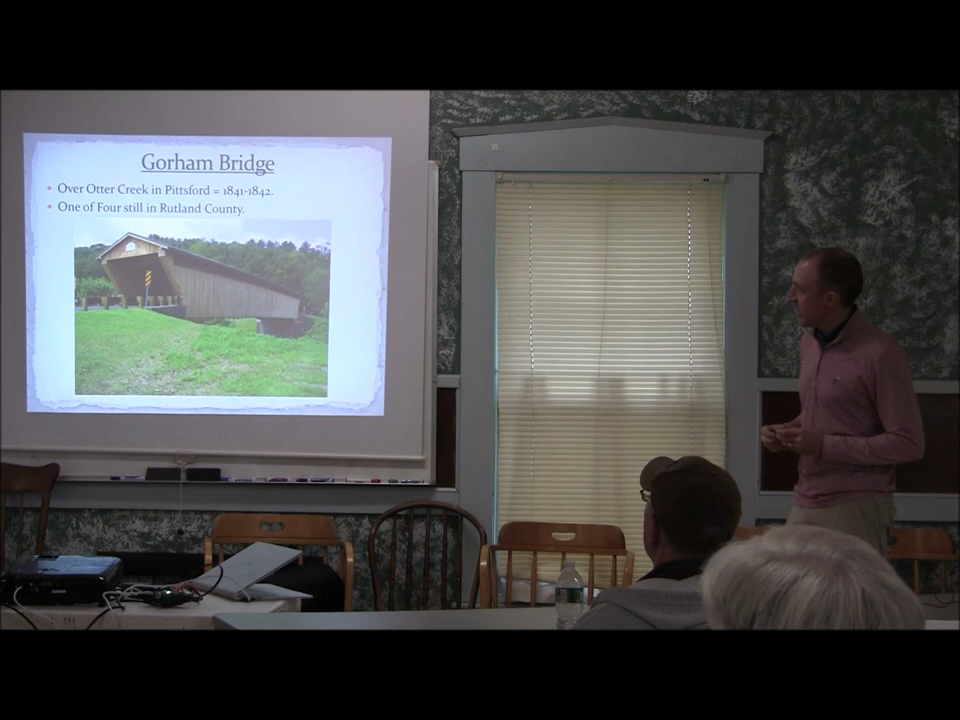 Gorham Bridge
• Over Otter Creek in Pittsford = 1841-1842.
• One of Four still in Rutland County.